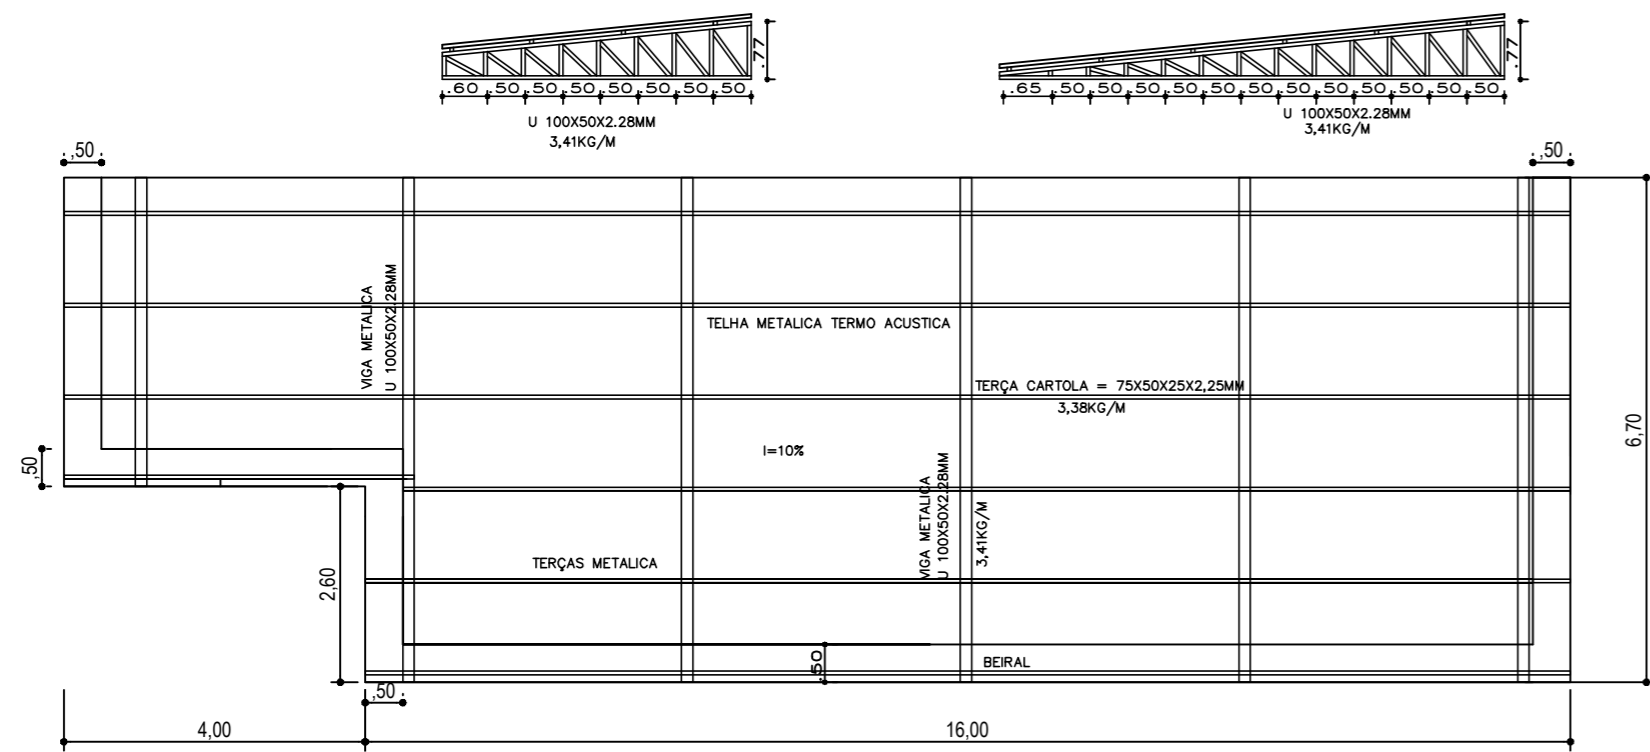 .77
.60 .50 .50 .50 .50 .50 .50 .50
U 100X50X2.28MM
3,41KG/M
.77
.65 .50 .50 .50 .50 .50 .50 .50 .50 .50 .50 .50 .50
U 100X50X2.28MM
3,41KG/M
,50
,50
VIGA METALICA
U 100X50X2.28MM
TELHA METALICA TERMO ACUSTICA
TERÇA CARTOLA = 75X50X25X2,25MM
3,38KG/M
6,70
I=10%
,50
VIGA METALICA
U 100X50X2.28MM
3,41KG/M
TERÇAS METALICA
2,60
.50
BEIRAL
,50
4,00
16,00